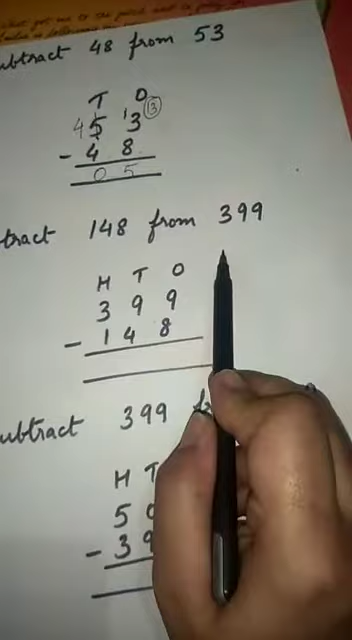 ubtract 48 from 53
T O
4 5 13 13
- 4 8
0 5
tract 148 from 399
H T O
3 9 9
- 1 4 8
ubtract 399
H T
5
- 3 9